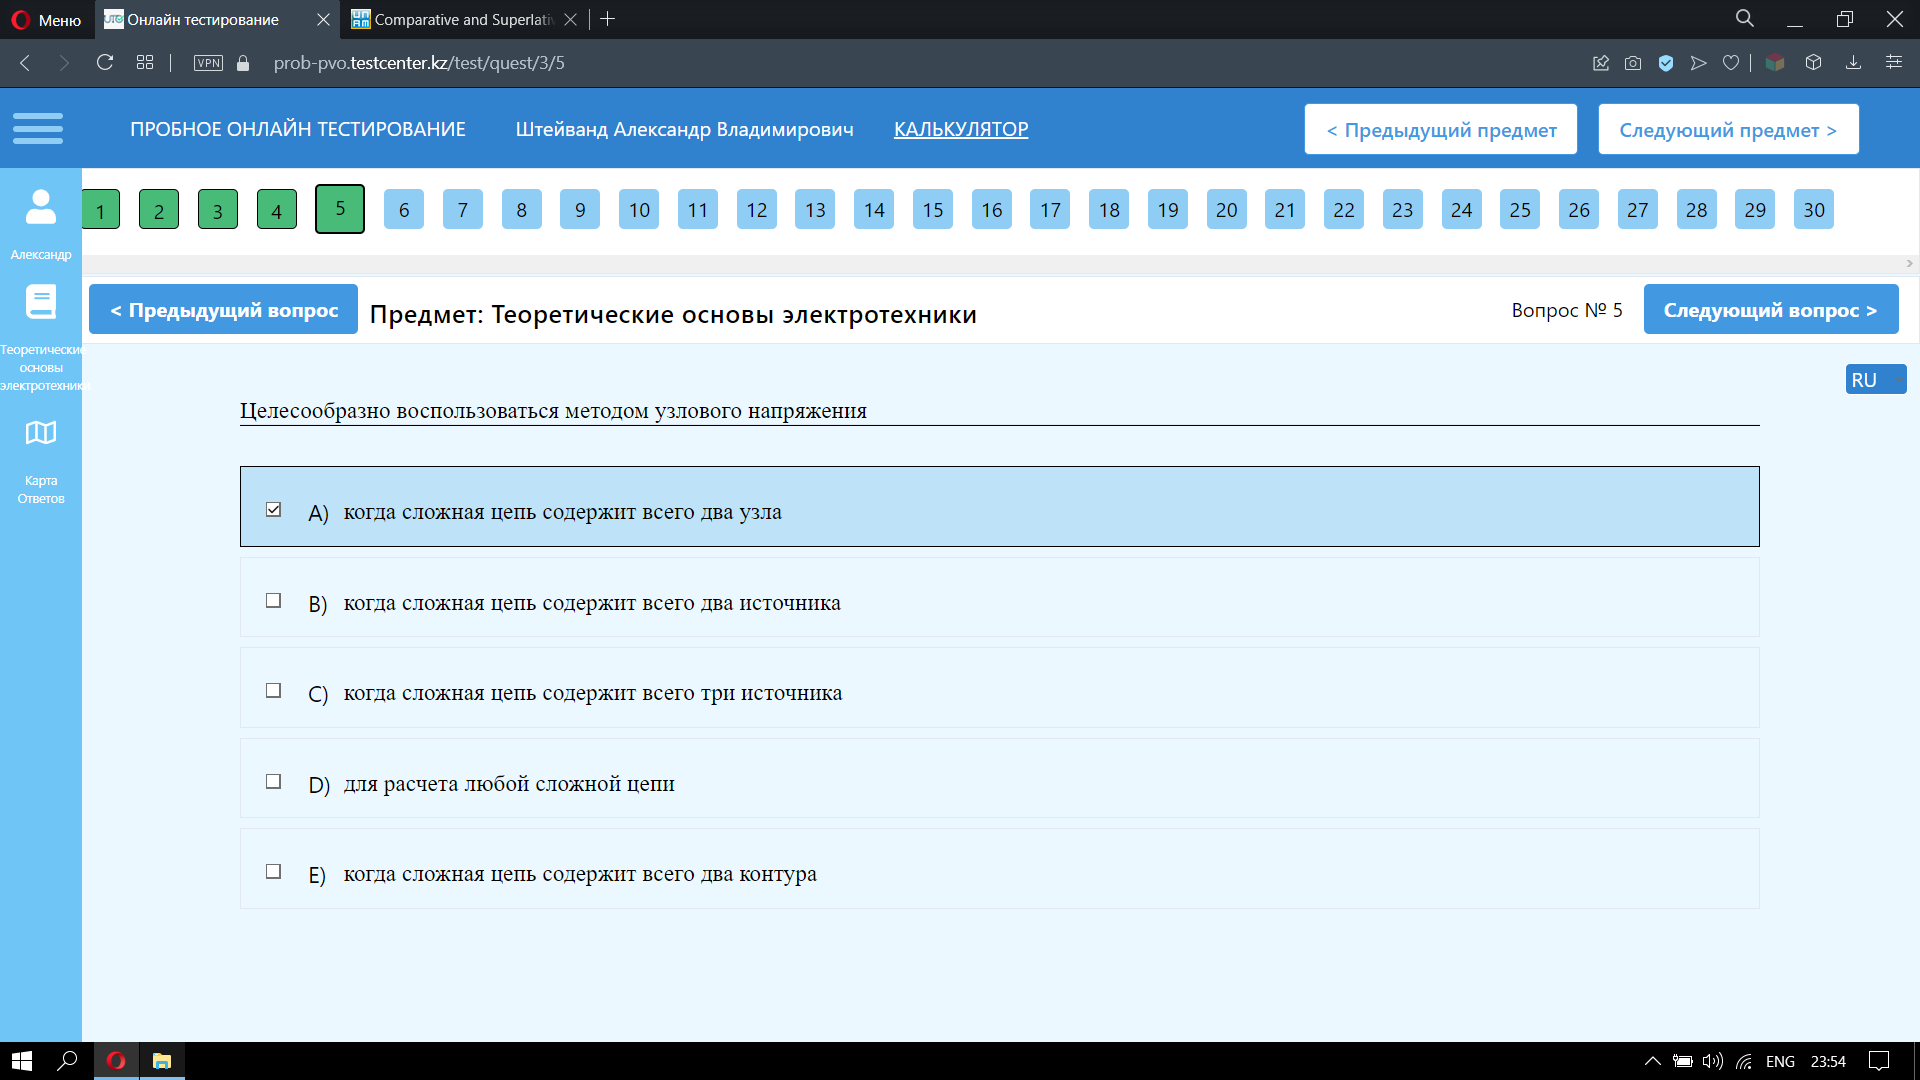 Меню
Онлайн тестирование
Comparative and Superlati
VPN
prob-pvo.testcenter.kz/test/quest/3/5
ПРОБНОЕ ОНЛАЙН ТЕСТИРОВАНИЕ
Штейванд Александр Владимирович
КАЛЬКУЛЯТОР
< Предыдущий предмет
Следующий предмет >
1 2 3 4 5 6 7 8 9 10 11 12 13 14 15 16 17 18 19 20 21 22 23 24 25 26 27 28 29 30
Александр
< Предыдущий вопрос
Предмет: Теоретические основы электротехники
Вопрос № 5
Следующий вопрос >
Теоретические
основы
электротехники
RU
Карта
Ответов
Целесообразно воспользоваться методом узлового напряжения
A) когда сложная цепь содержит всего два узла
B) когда сложная цепь содержит всего два источника
C) когда сложная цепь содержит всего три источника
D) для расчета любой сложной цепи
E) когда сложная цепь содержит всего два контура
ENG
23:54